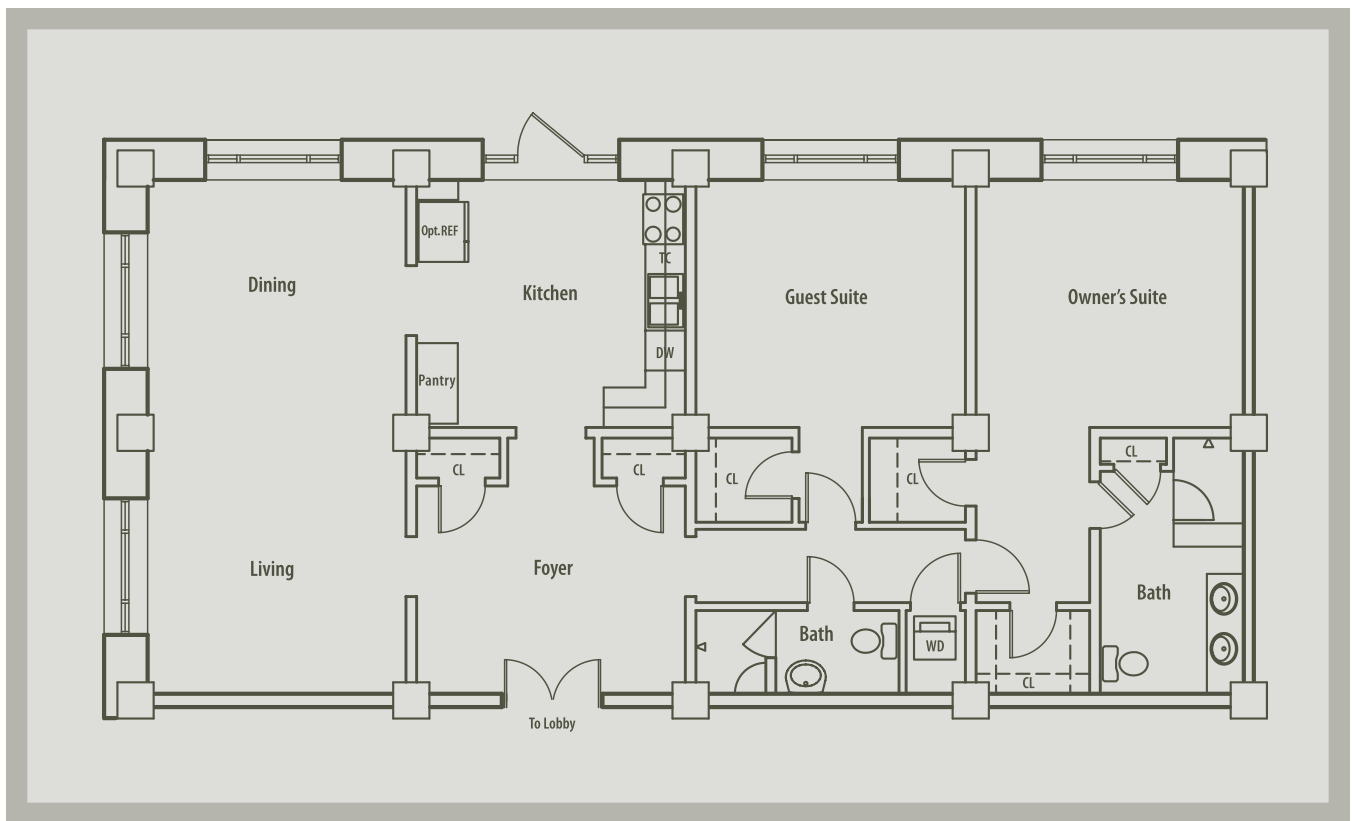 Opt.REF
TC
Dining
Kitchen
Guest Suite
Owner's Suite
DW
Pantry
CL
CL
CL
CL
CL
Living
Foyer
Bath
Bath
WD
CL
To Lobby